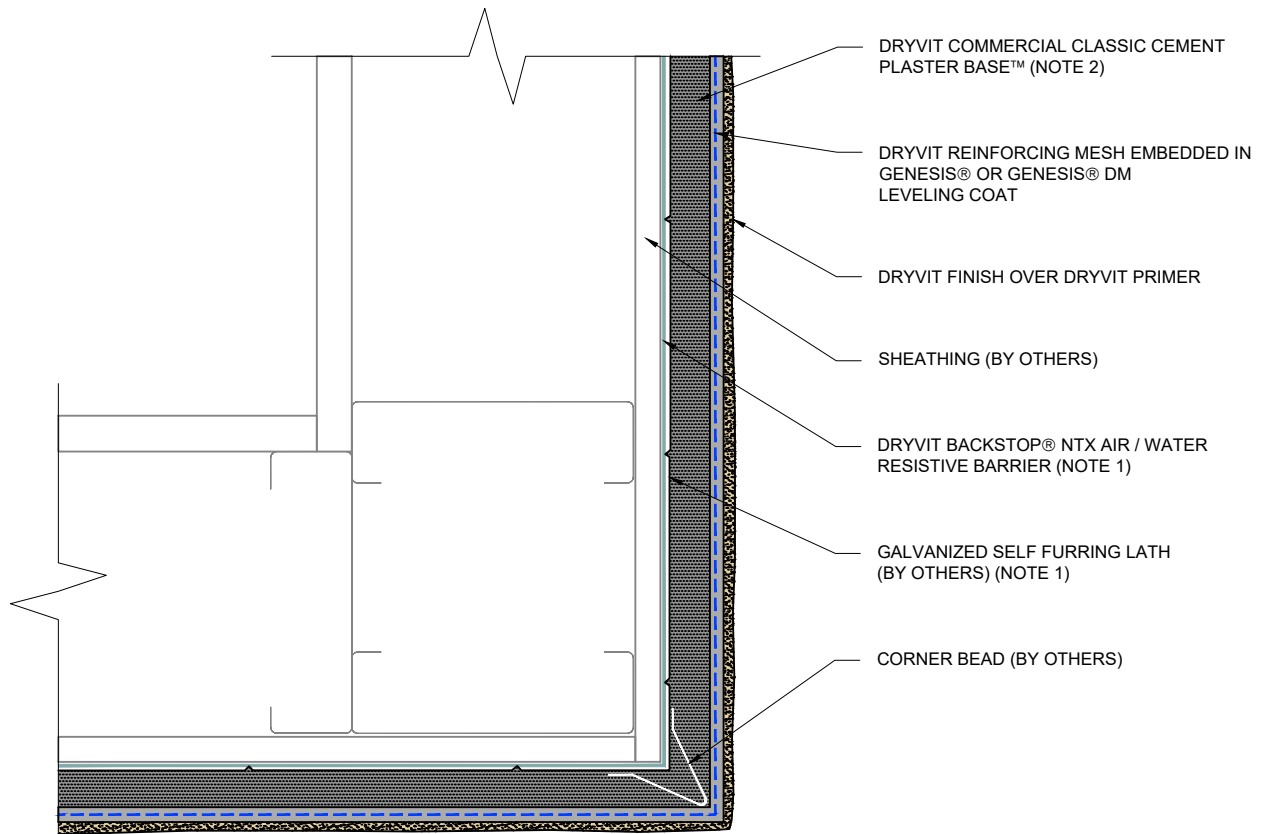 DRYVIT COMMERCIAL CLASSIC CEMENT
PLASTER BASE™ (NOTE 2)
DRYVIT REINFORCING MESH EMBEDDED IN
GENESIS® OR GENESIS® DM
LEVELING COAT
DRYVIT FINISH OVER DRYVIT PRIMER
SHEATHING (BY OTHERS)
DRYVIT BACKSTOP® NTX AIR / WATER
RESISTIVE BARRIER (NOTE 1)
GALVANIZED SELF FURRING LATH
(BY OTHERS) (NOTE 1)
CORNER BEAD (BY OTHERS)